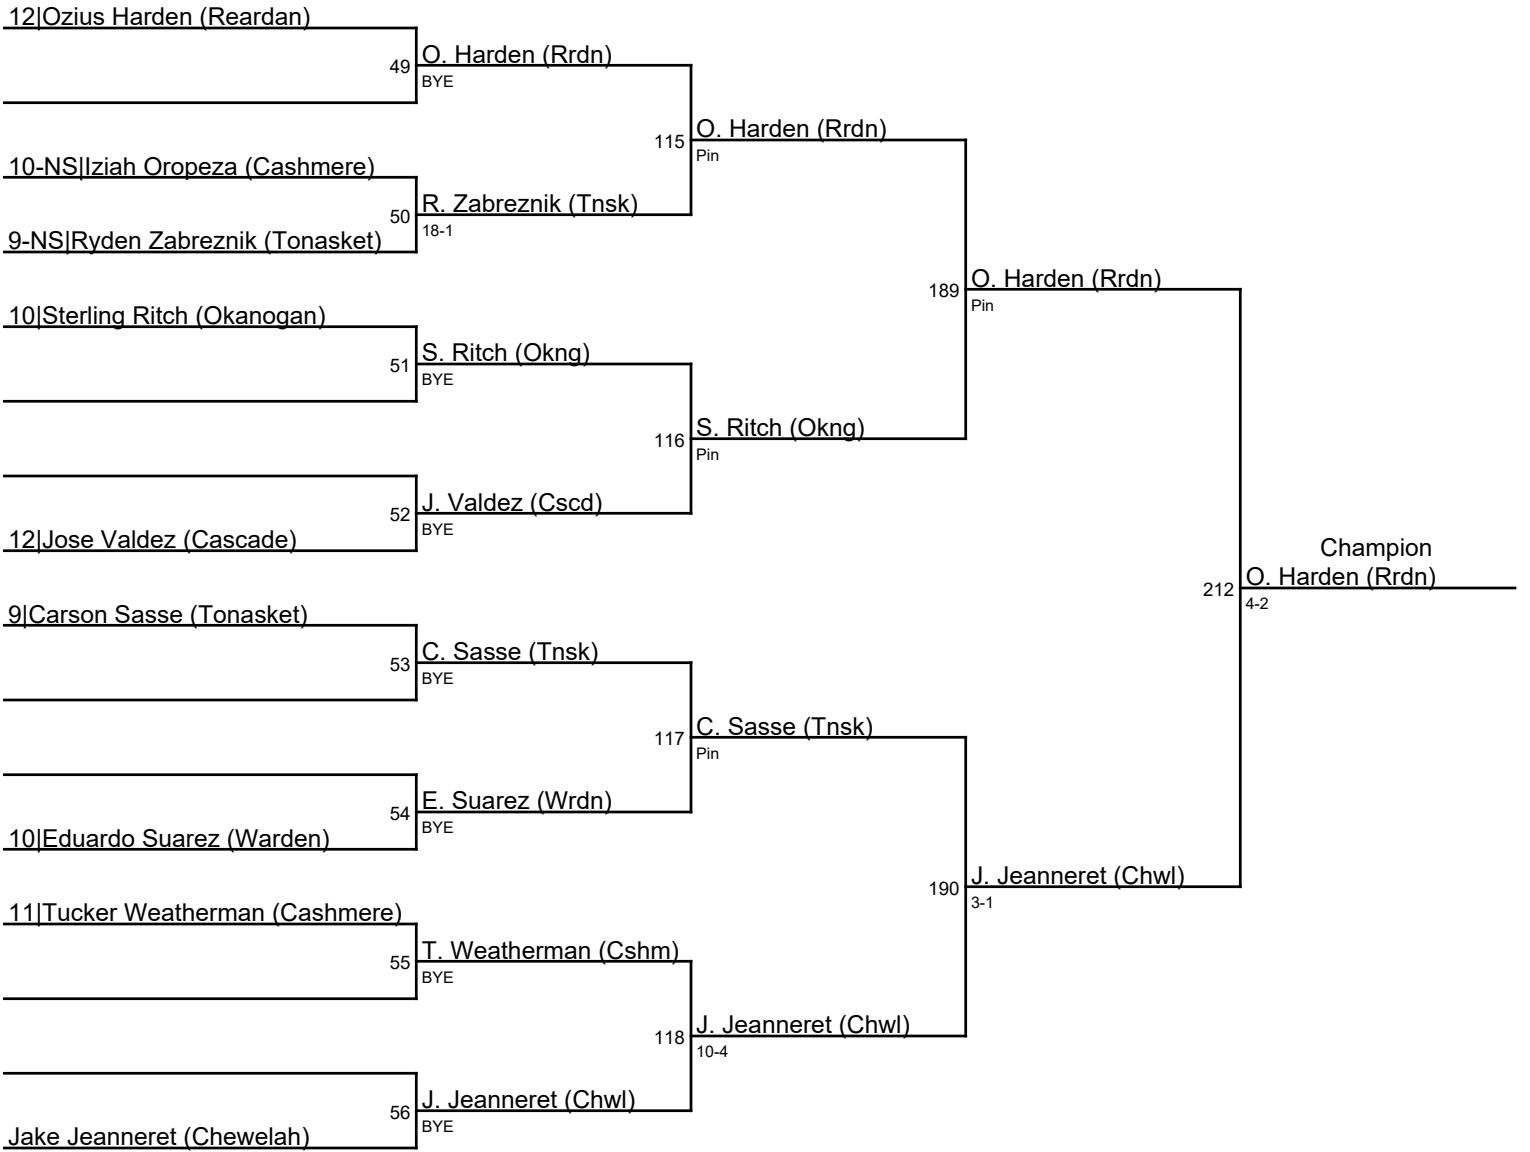 12|Ozius Harden (Reardan)
49
O. Harden (Rrdn)
BYE
115
O. Harden (Rrdn)
Pin
10-NS|Iziah Oropeza (Cashmere)
50
R. Zabreznik (Tnsk)
18-1
9-NS|Ryden Zabreznik (Tonasket)
189
O. Harden (Rrdn)
Pin
10|Sterling Ritch (Okanogan)
51
S. Ritch (Okng)
BYE
116
S. Ritch (Okng)
Pin
52
J. Valdez (Cscd)
BYE
12|Jose Valdez (Cascade)
Champion
212
O. Harden (Rrdn)
4-2
9|Carson Sasse (Tonasket)
53
C. Sasse (Tnsk)
BYE
117
C. Sasse (Tnsk)
Pin
54
E. Suarez (Wrdn)
BYE
10|Eduardo Suarez (Warden)
190
J. Jeanneret (Chwl)
3-1
11|Tucker Weatherman (Cashmere)
55
T. Weatherman (Cshm)
BYE
118
J. Jeanneret (Chwl)
10-4
56
J. Jeanneret (Chwl)
BYE
Jake Jeanneret (Chewelah)